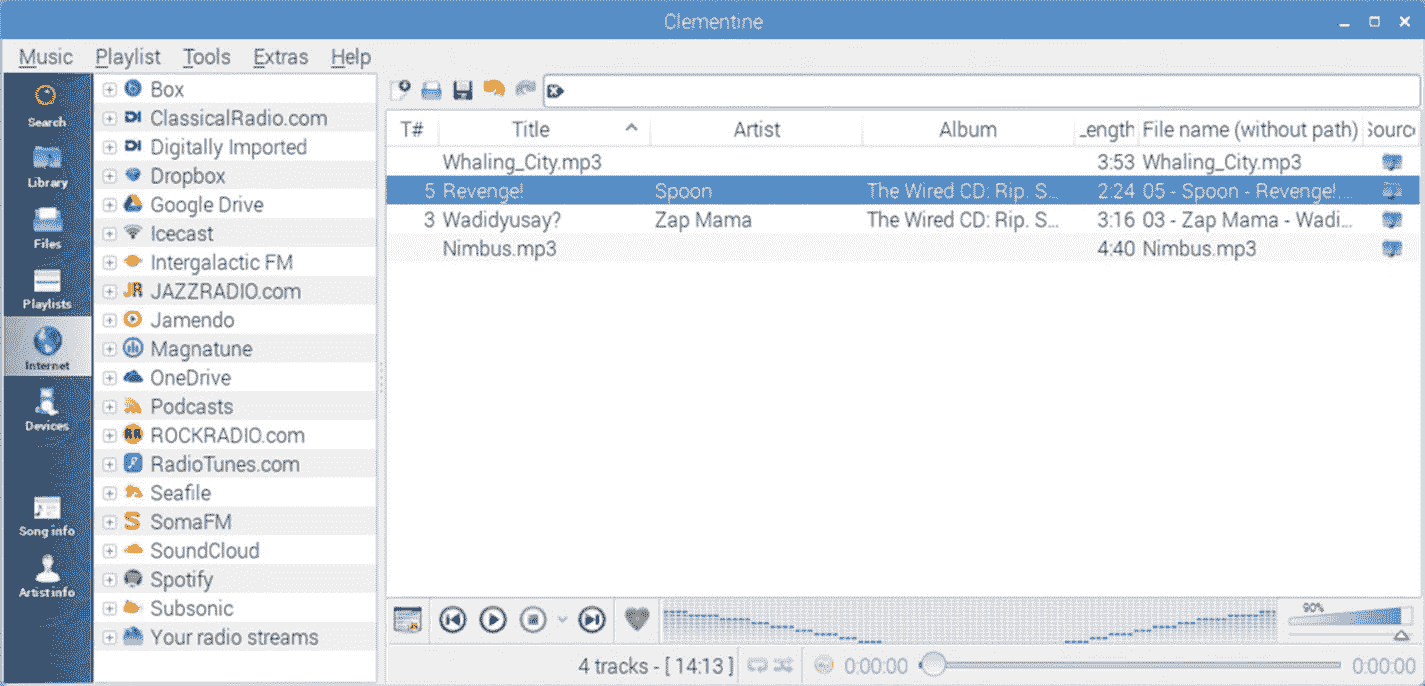 Clementine
Music Playlist Tools Extras Help
Search
Library
Files
Playlists
Internet
Devices
Song info
Artist info
Box
ClassicalRadio.com
Digitally Imported
Dropbox
Google Drive
Icecast
Intergalactic FM
JAZZRADIO.com
Jamendo
Magnatune
OneDrive
Podcasts
ROCKRADIO.com
RadioTunes.com
Seafile
SomaFM
SoundCloud
Spotify
Subsonic
Your radio streams
T# Title Artist Album Length File name (without path) Source
Whaling_City.mp3 3:53 Whaling_City.mp3
5 Revenge! Spoon The Wired CD: Rip. S... 2:24 05 - Spoon - Revenge!...
3 Wadidyusay? Zap Mama The Wired CD: Rip. S... 3:16 03 - Zap Mama - Wadi...
Nimbus.mp3 4:40 Nimbus.mp3
90%
4 tracks - [ 14:13 ] 0:00:00 0:00:00